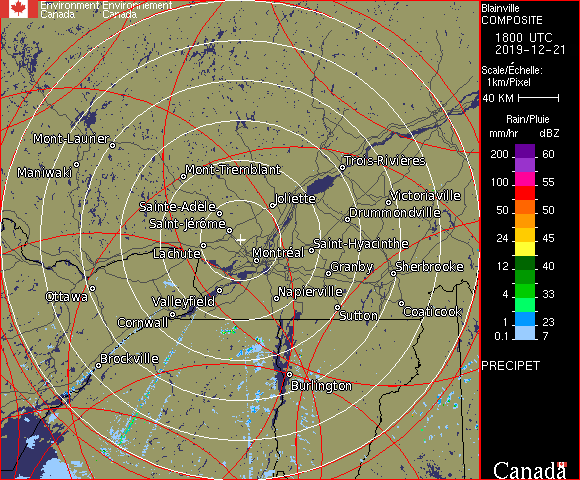 Environment Environnement
Canada Canada
Blainville
COMPOSITE
1800 UTC
2019-12-21
Scale/Échelle:
1km/Pixel
40 KM
Rain/Pluie
mm/hr dBZ
200 60
100 55
50 50
24 45
12 40
4 33
1 23
0.1 7
PRECIPET
Mont-Laurier
Maniwaki
Mont-Tremblant
Trois-Rivières
Joliette
Victoriaville
Sainte-Adèle
Drummondville
Saint-Jérôme
Saint-Hyacinthe
Lachute
Montréal
Granby
Sherbrooke
Ottawa
Valleyfield
Napierville
Cornwall
Sutton
Coaticook
Brockville
Burlington
Canada